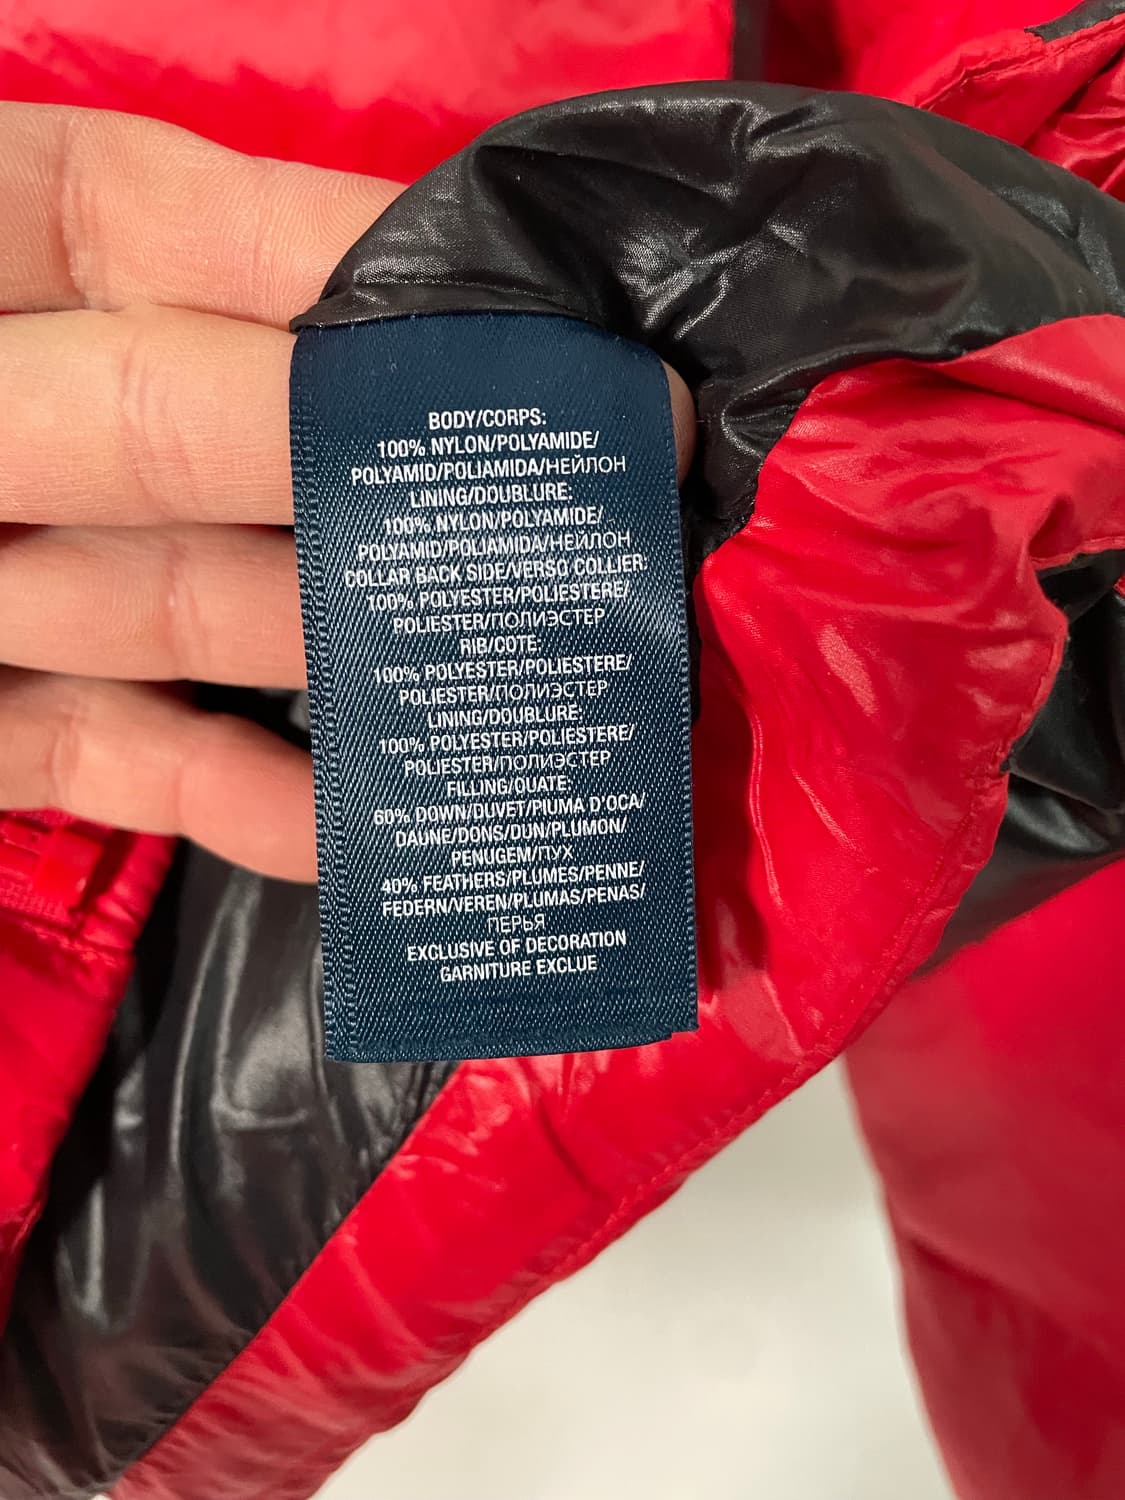 BODY/CORPS:
100% NYLON/POLYAMIDE/
POLYAMID/POLIAMIDA/НЕЙЛОН
LINING/DOUBLURE:
100% NYLON/POLYAMIDE/
POLYAMID/POLIAMIDA/НЕЙЛОН
COLLAR BACK SIDE/VERSO COLLIER:
100% POLYESTER/POLIESTERE/
POLIESTER/ПОЛИЭСТЕР
RIB/COTE:
100% POLYESTER/POLIESTERE/
POLIESTER/ПОЛИЭСТЕР
LINING/DOUBLURE:
100% POLYESTER/POLIESTERE/
POLIESTER/ПОЛИЭСТЕР
FILLING/OUATE:
60% DOWN/DUVET/PIUMA D'OCA/
DAUNE/DONS/DUN/PLUMON/
PENUGEM/ПУХ
40% FEATHERS/PLUMES/PENNE/
FEDERN/VEREN/PLUMAS/PENAS/
ПЕРЬЯ
EXCLUSIVE OF DECORATION
GARNITURE EXCLUE